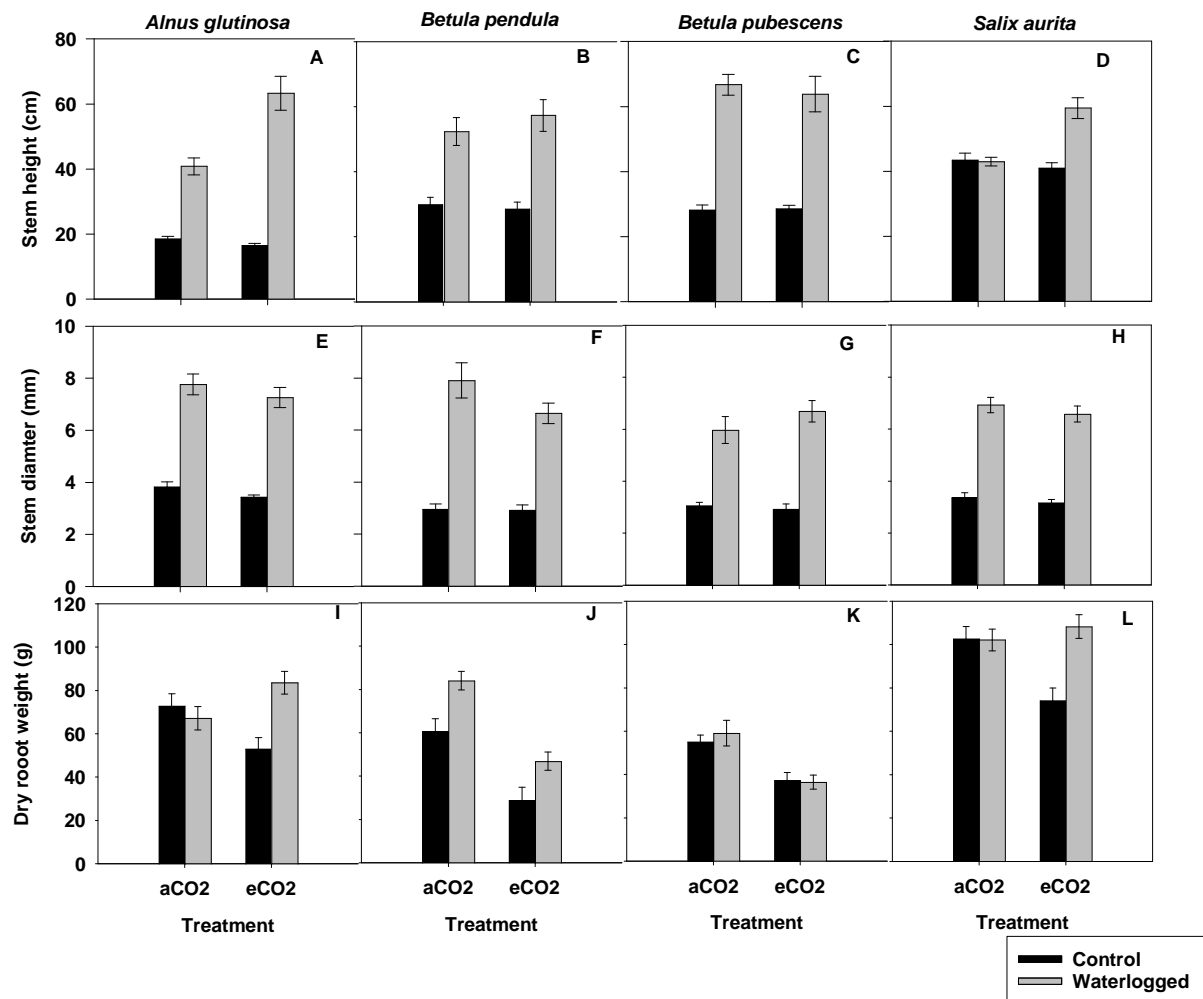 Alnus glutinosa Betula pendula Betula pubescens Salix aurita
A B C D
Stem height (cm)
80
60
40
20
0
E F G H
Stem diamter (mm)
10
8
6
4
2
0
I J K L
Dry rooot weight (g)
120
100
80
60
40
20
0
aCO2 eCO2 aCO2 eCO2 aCO2 eCO2 aCO2 eCO2
Treatment Treatment Treatment Treatment
Control
Waterlogged